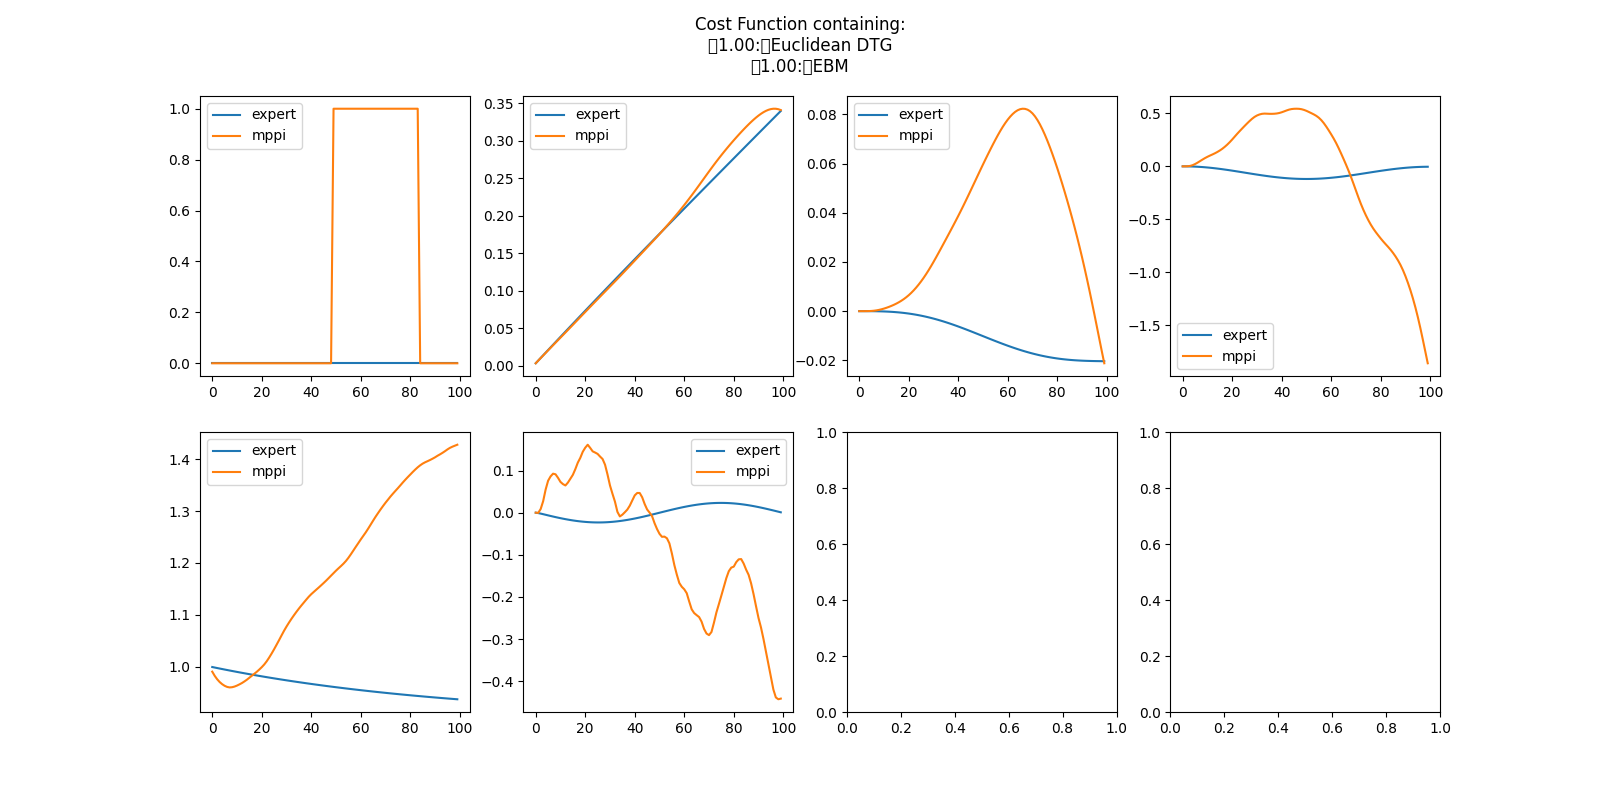 Cost Function containing:
1.00: Euclidean DTG
1.00: EBM
expert
mppi
1.0
0.8
0.6
0.4
0.2
0.0
0 20 40 60 80 100
expert
mppi
0.35
0.30
0.25
0.20
0.15
0.10
0.05
0.00
0 20 40 60 80 100
expert
mppi
0.08
0.06
0.04
0.02
0.00
−0.02
0 20 40 60 80 100
0.5
0.0
−0.5
−1.0
−1.5
expert
mppi
0 20 40 60 80 100
expert
mppi
1.4
1.3
1.2
1.1
1.0
0 20 40 60 80 100
expert
mppi
0.1
0.0
−0.1
−0.2
−0.3
−0.4
0 20 40 60 80 100
1.0
0.8
0.6
0.4
0.2
0.0
0.0 0.2 0.4 0.6 0.8 1.0
1.0
0.8
0.6
0.4
0.2
0.0
0.0 0.2 0.4 0.6 0.8 1.0